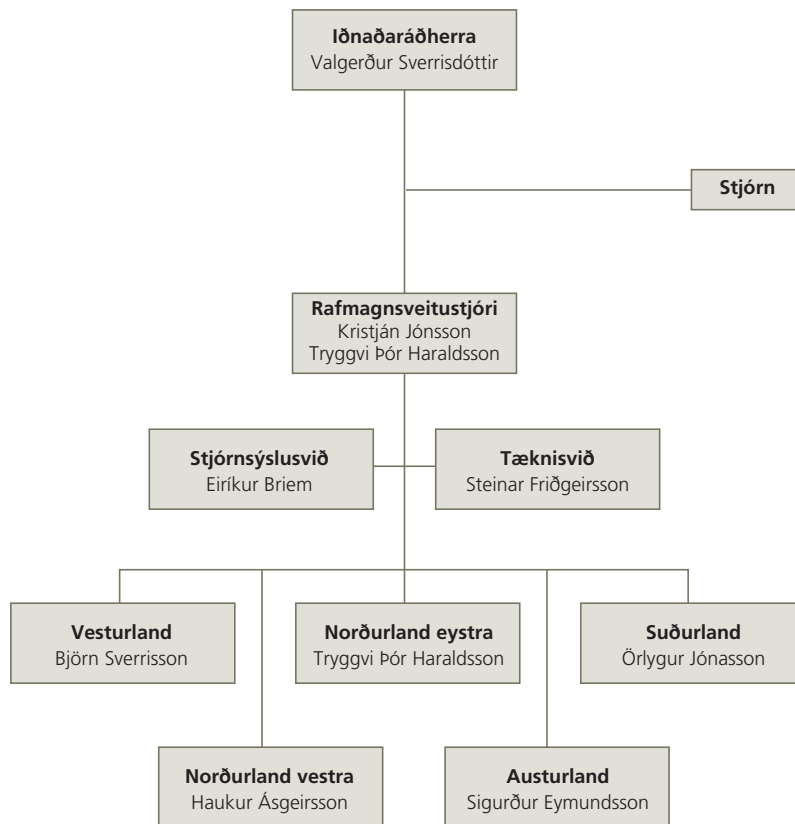 Iðnaðaráðherra
Valgerður Sverrisdóttir
Stjórn
Rafmagnsveitustjóri
Kristján Jónsson
Tryggvi Þór Haraldsson
Stjórnsýslusvið
Eiríkur Briem
Tæknisvið
Steinar Friðgeirsson
Vesturland
Björn Sverrisson
Norðurland eystra
Tryggvi Þór Haraldsson
Suðurland
Örlygur Jónasson
Norðurland vestra
Haukur Ásgeirsson
Austurland
Sigurður Eymundsson